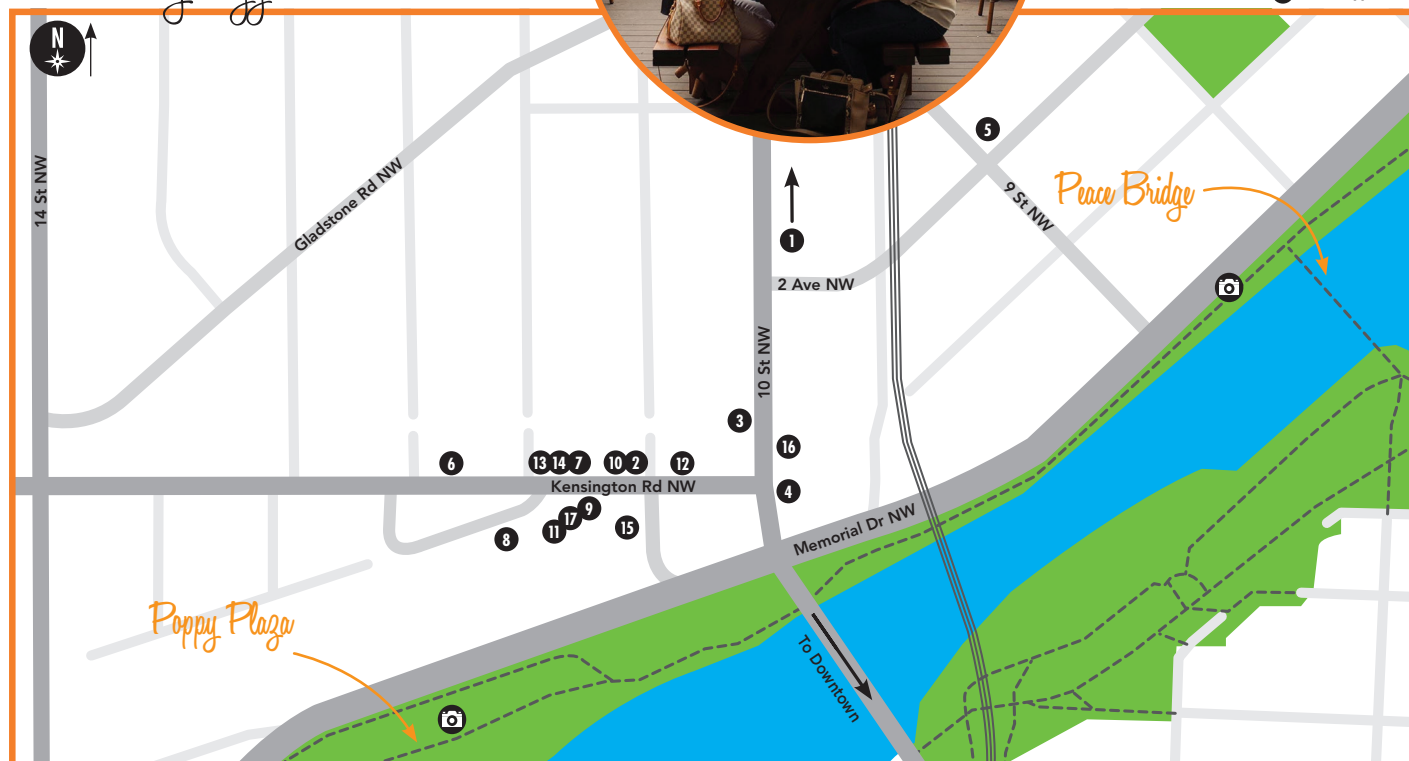 N
14 St NW
Gladstone Rd NW
5
9 St NW
Peace Bridge
1
2 Ave NW
10 St NW
3
16
6
13
14
7
10
2
12
Kensington Rd NW
4
9
17
11
15
8
Memorial Dr NW
Poppy Plaza
To Downtown